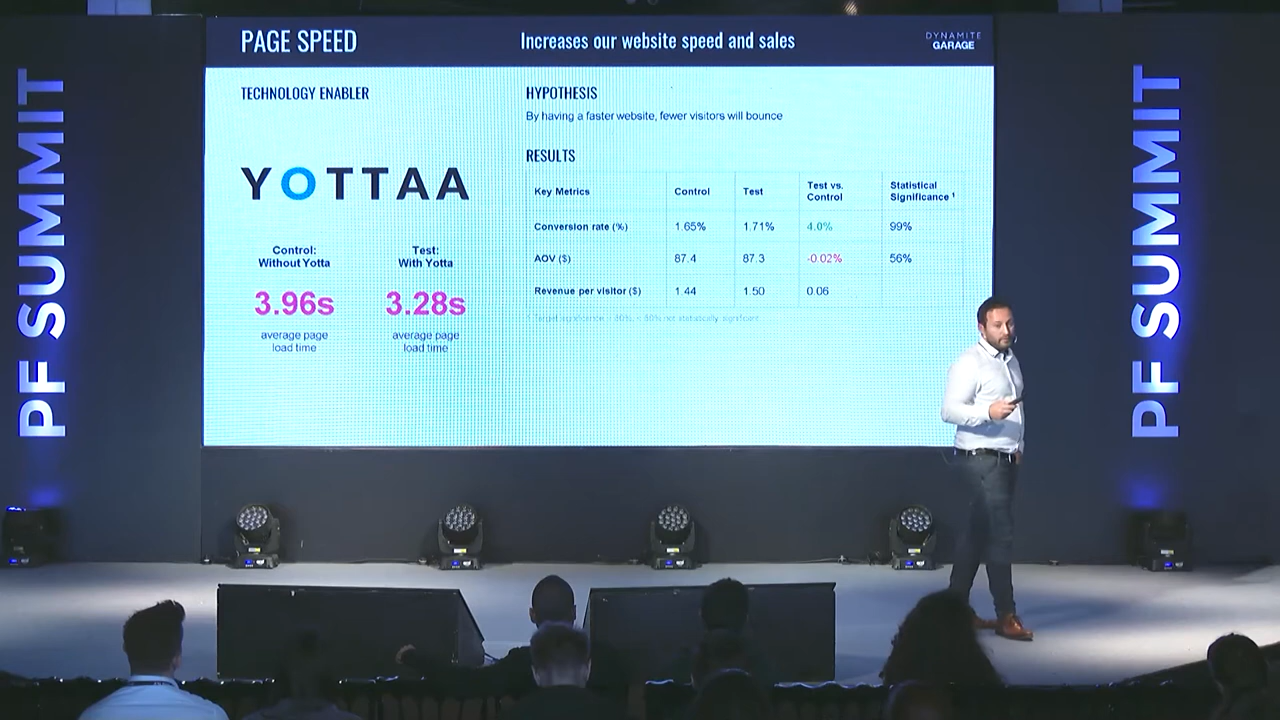 PF SUMMIT
PAGE SPEED
Increases our website speed and sales
DYNAMITE
GARAGE
TECHNOLOGY ENABLER
YOTTAA
Control:
Without Yotta
Test:
With Yotta
3.96s
3.28s
average page
load time
average page
load time
HYPOTHESIS
By having a faster website, fewer visitors will bounce
RESULTS
Key Metrics Control Test Test vs. Control Statistical Significance ¹
Conversion rate (%) 1.65% 1.71% 4.0% 99%
AOV ($) 87.4 87.3 -0.02% 56%
Revenue per visitor ($) 1.44 1.50 0.06
not statistically significant
PF SUMMIT